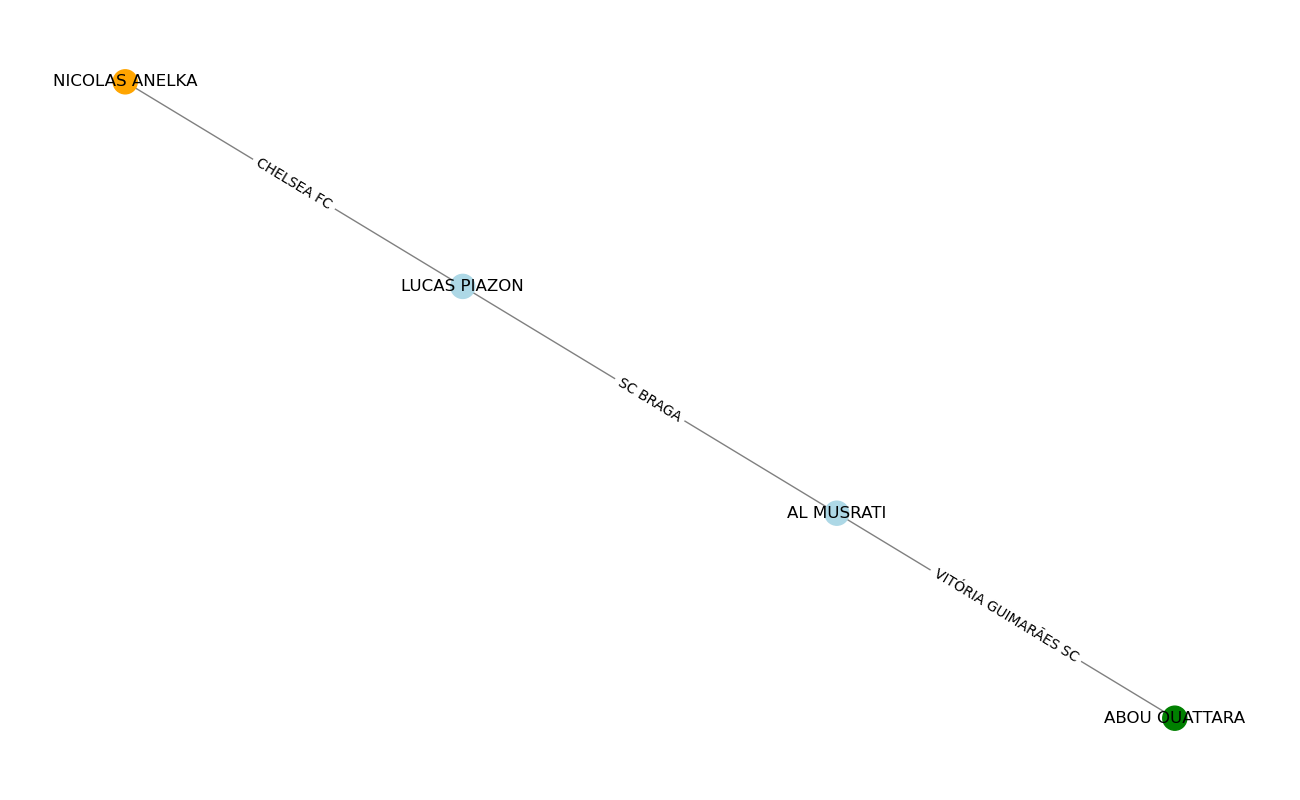 NICOLAS ANELKA
CHELSEA FC
LUCAS PIAZON
SC BRAGA
AL MUSRATI
VITÓRIA GUIMARÃES SC
ABOU OUATTARA